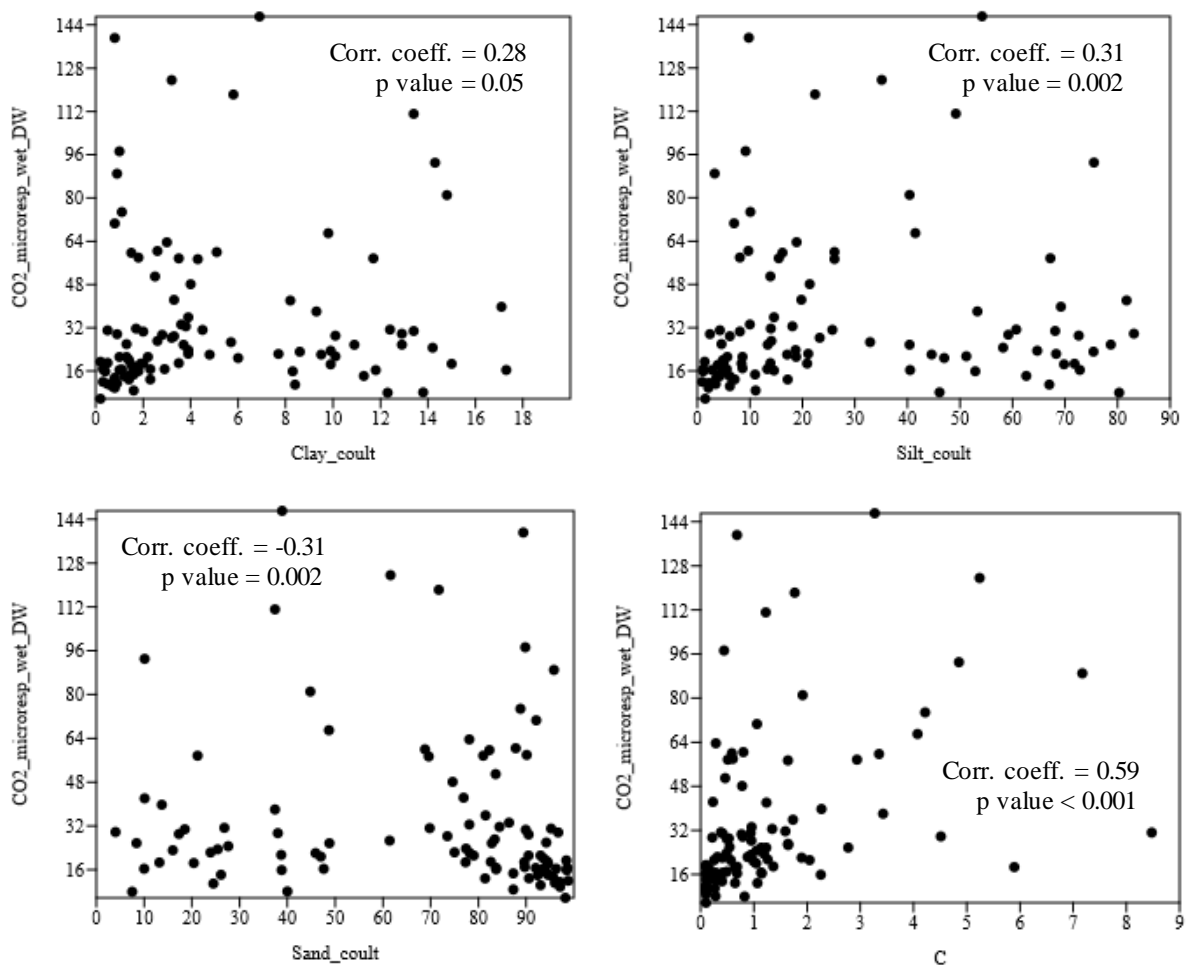 144
128
112
96
80
64
48
32
16
CO2_microresp_wet_DW
Corr. coeff. = 0.28
p value = 0.05
0 2 4 6 8 10 12 14 16 18
Clay_coult
144
128
112
96
80
64
48
32
16
CO2_microresp_wet_DW
Corr. coeff. = 0.31
p value = 0.002
0 10 20 30 40 50 60 70 80 90
Silt_coult
144
128
112
96
80
64
48
32
16
CO2_microresp_wet_DW
Corr. coeff. = -0.31
p value = 0.002
0 10 20 30 40 50 60 70 80 90
Sand_coult
144
128
112
96
80
64
48
32
16
CO2_microresp_wet_DW
Corr. coeff. = 0.59
p value < 0.001
0 1 2 3 4 5 6 7 8 9
C